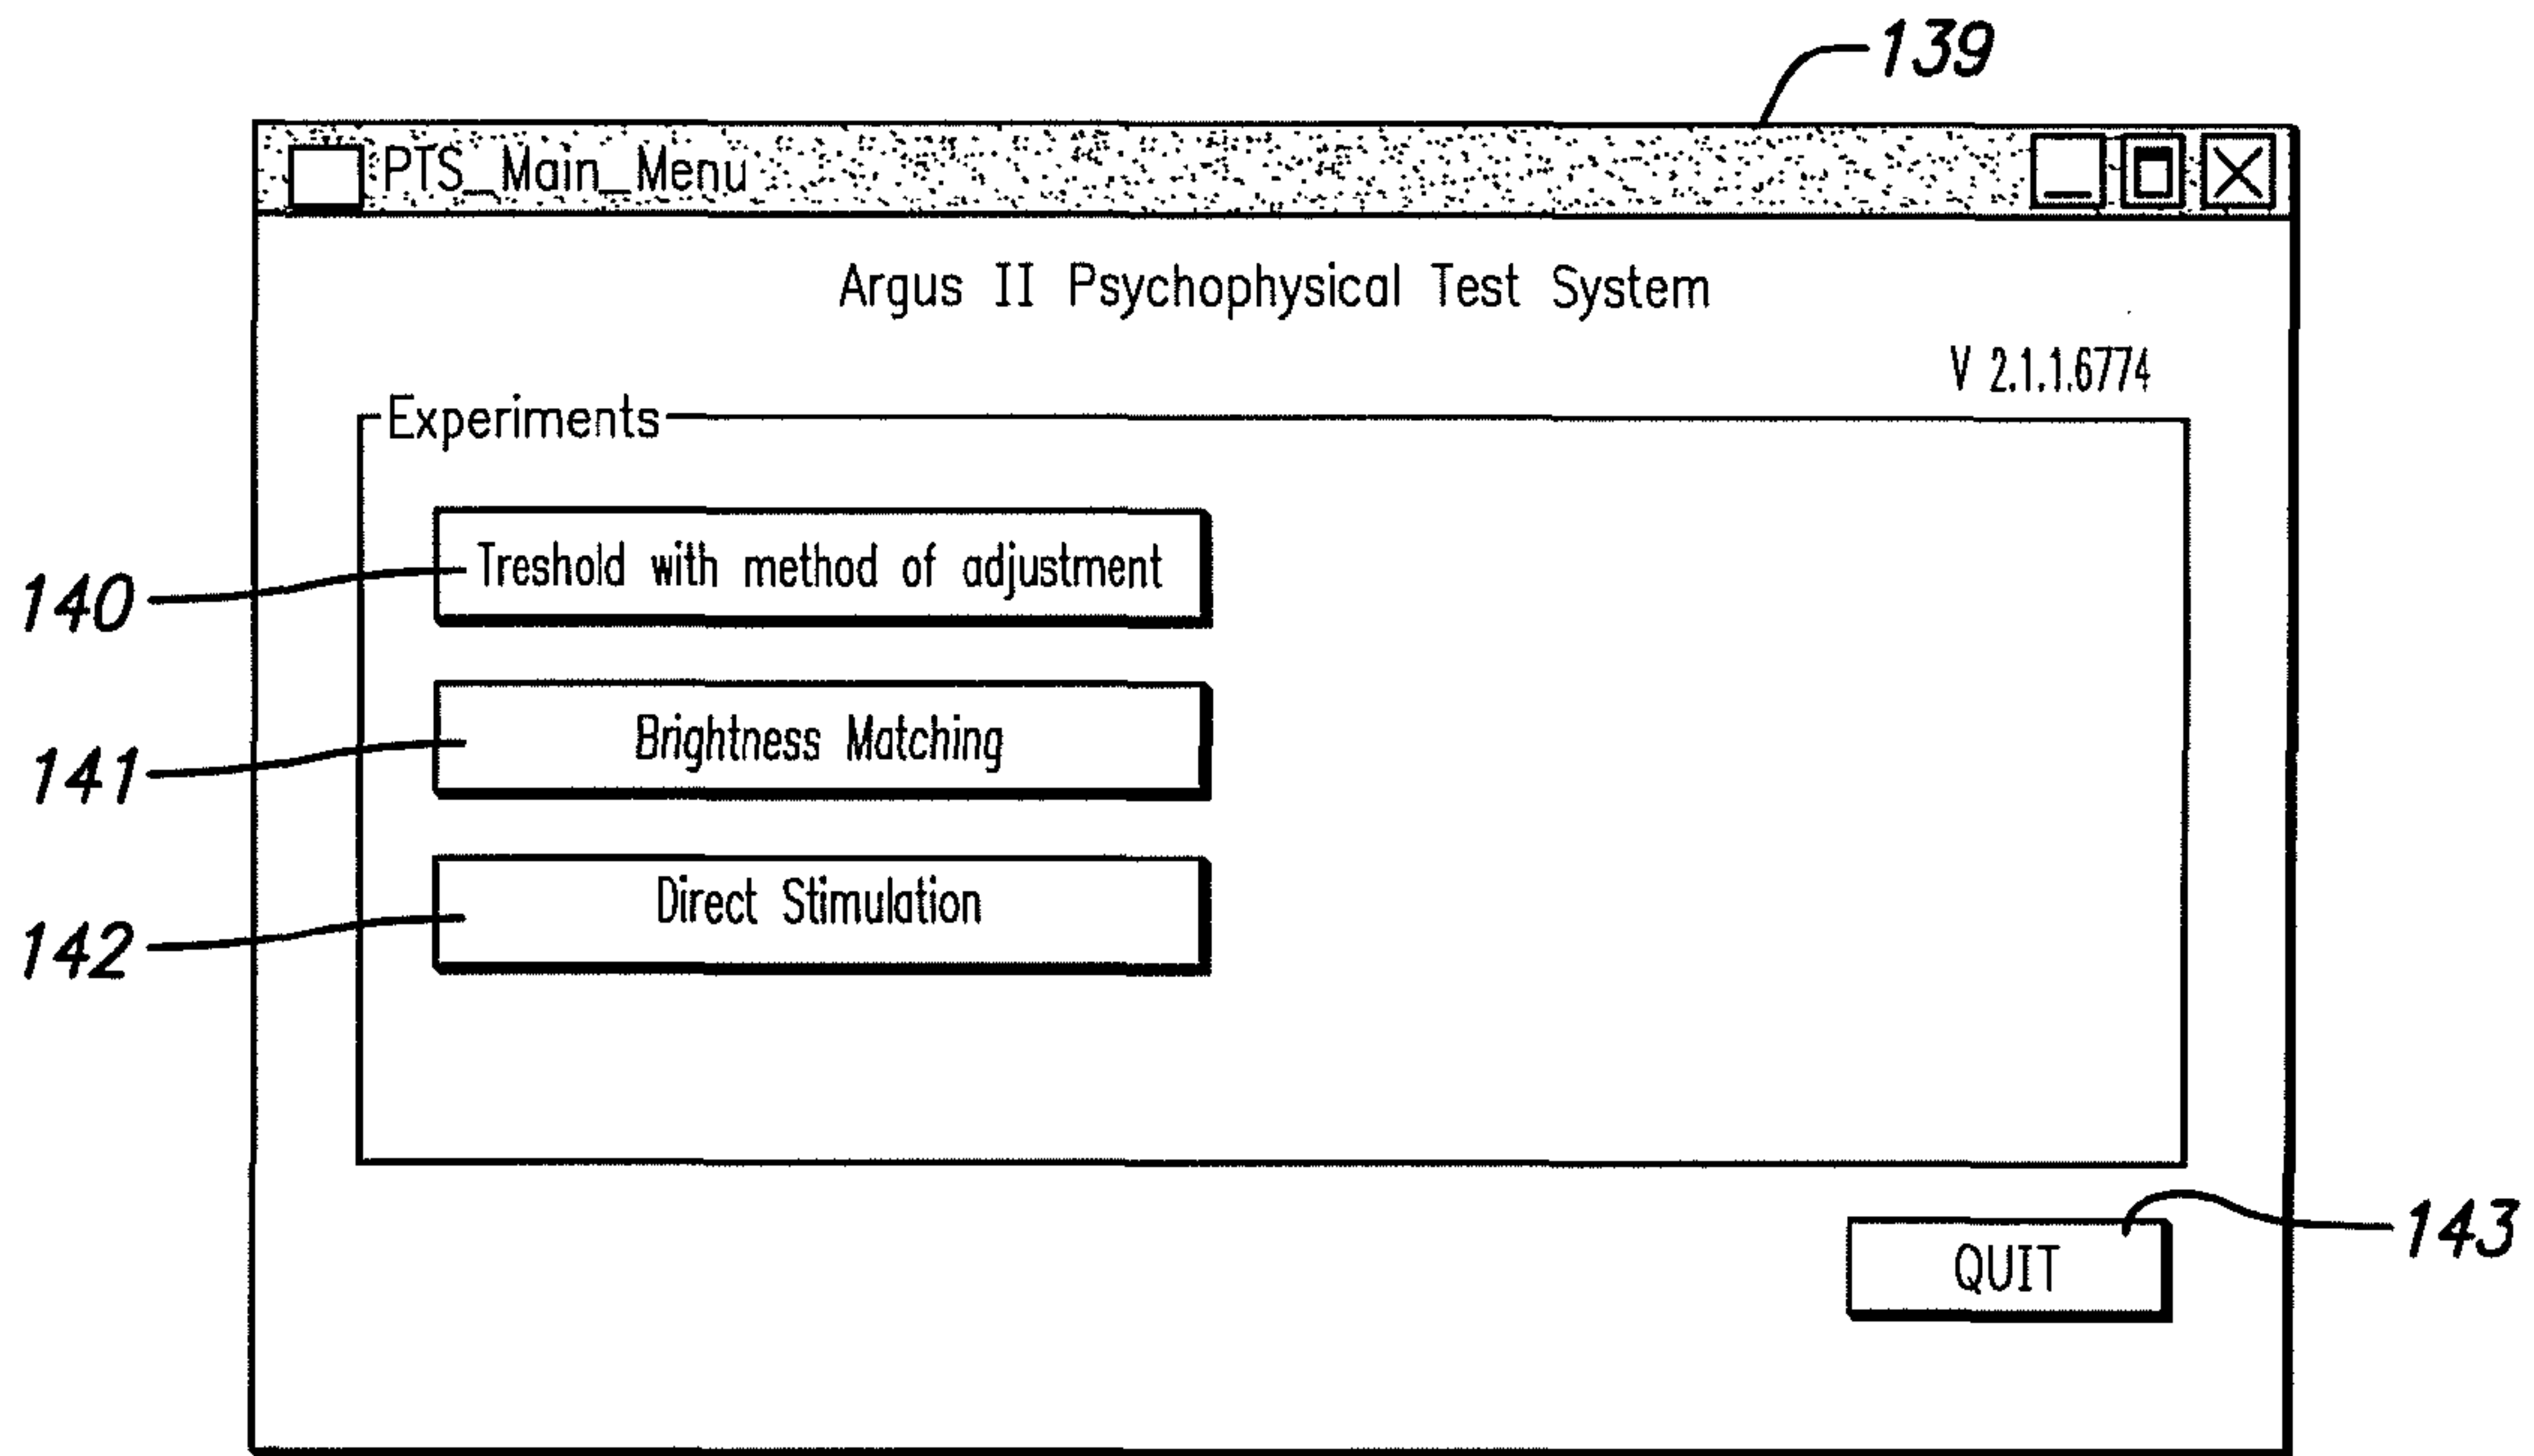 139
PTS_Main_Menu
Argus II Psychophysical Test System
V 2.1.1.6774
Experiments
140
Treshold with method of adjustment
141
Brightness Matching
142
Direct Stimulation
143
QUIT